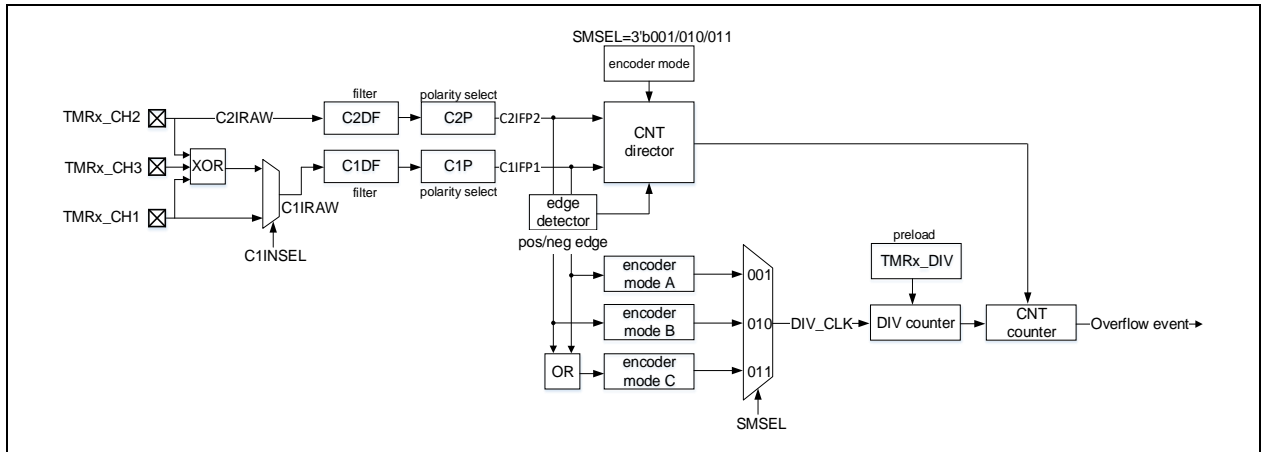 SMSEL=3'b001/010/011
encoder mode
filter
polarity select
TMRx_CH2
C2IRAW
C2DF
C2P
C2IFP2
CNT
director
TMRx_CH3
XOR
C1DF
C1P
C1IFP1
filter
polarity select
C1IRAW
TMRx_CH1
edge
detector
pos/neg edge
C1INSEL
preload
TMRx_DIV
encoder
mode A
001
encoder
mode B
010
DIV_CLK
DIV counter
CNT
counter
Overflow event
OR
encoder
mode C
011
SMSEL